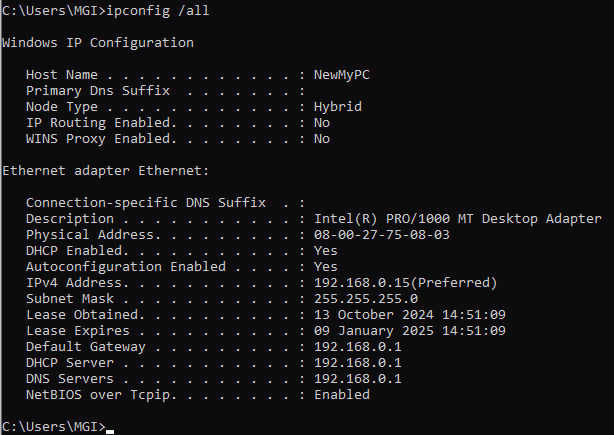 C:\Users\MGI>ipconfig /all
Windows IP Configuration
Host Name . . . . . . . . . . . . : NewMyPC
Primary Dns Suffix  . . . . . . . :
Node Type . . . . . . . . . . . . : Hybrid
IP Routing Enabled. . . . . . . . : No
WINS Proxy Enabled. . . . . . . . : No
Ethernet adapter Ethernet:
Connection-specific DNS Suffix  . :
Description . . . . . . . . . . . : Intel(R) PRO/1000 MT Desktop Adapter
Physical Address. . . . . . . . . : 08-00-27-75-08-03
DHCP Enabled. . . . . . . . . . . : Yes
Autoconfiguration Enabled . . . . : Yes
IPv4 Address. . . . . . . . . . . : 192.168.0.15(Preferred)
Subnet Mask . . . . . . . . . . . : 255.255.255.0
Lease Obtained. . . . . . . . . . : 13 October 2024 14:51:09
Lease Expires . . . . . . . . . . : 09 January 2025 14:51:09
Default Gateway . . . . . . . . . : 192.168.0.1
DHCP Server . . . . . . . . . . . : 192.168.0.1
DNS Servers . . . . . . . . . . . : 192.168.0.1
NetBIOS over Tcpip. . . . . . . . : Enabled
C:\Users\MGI>